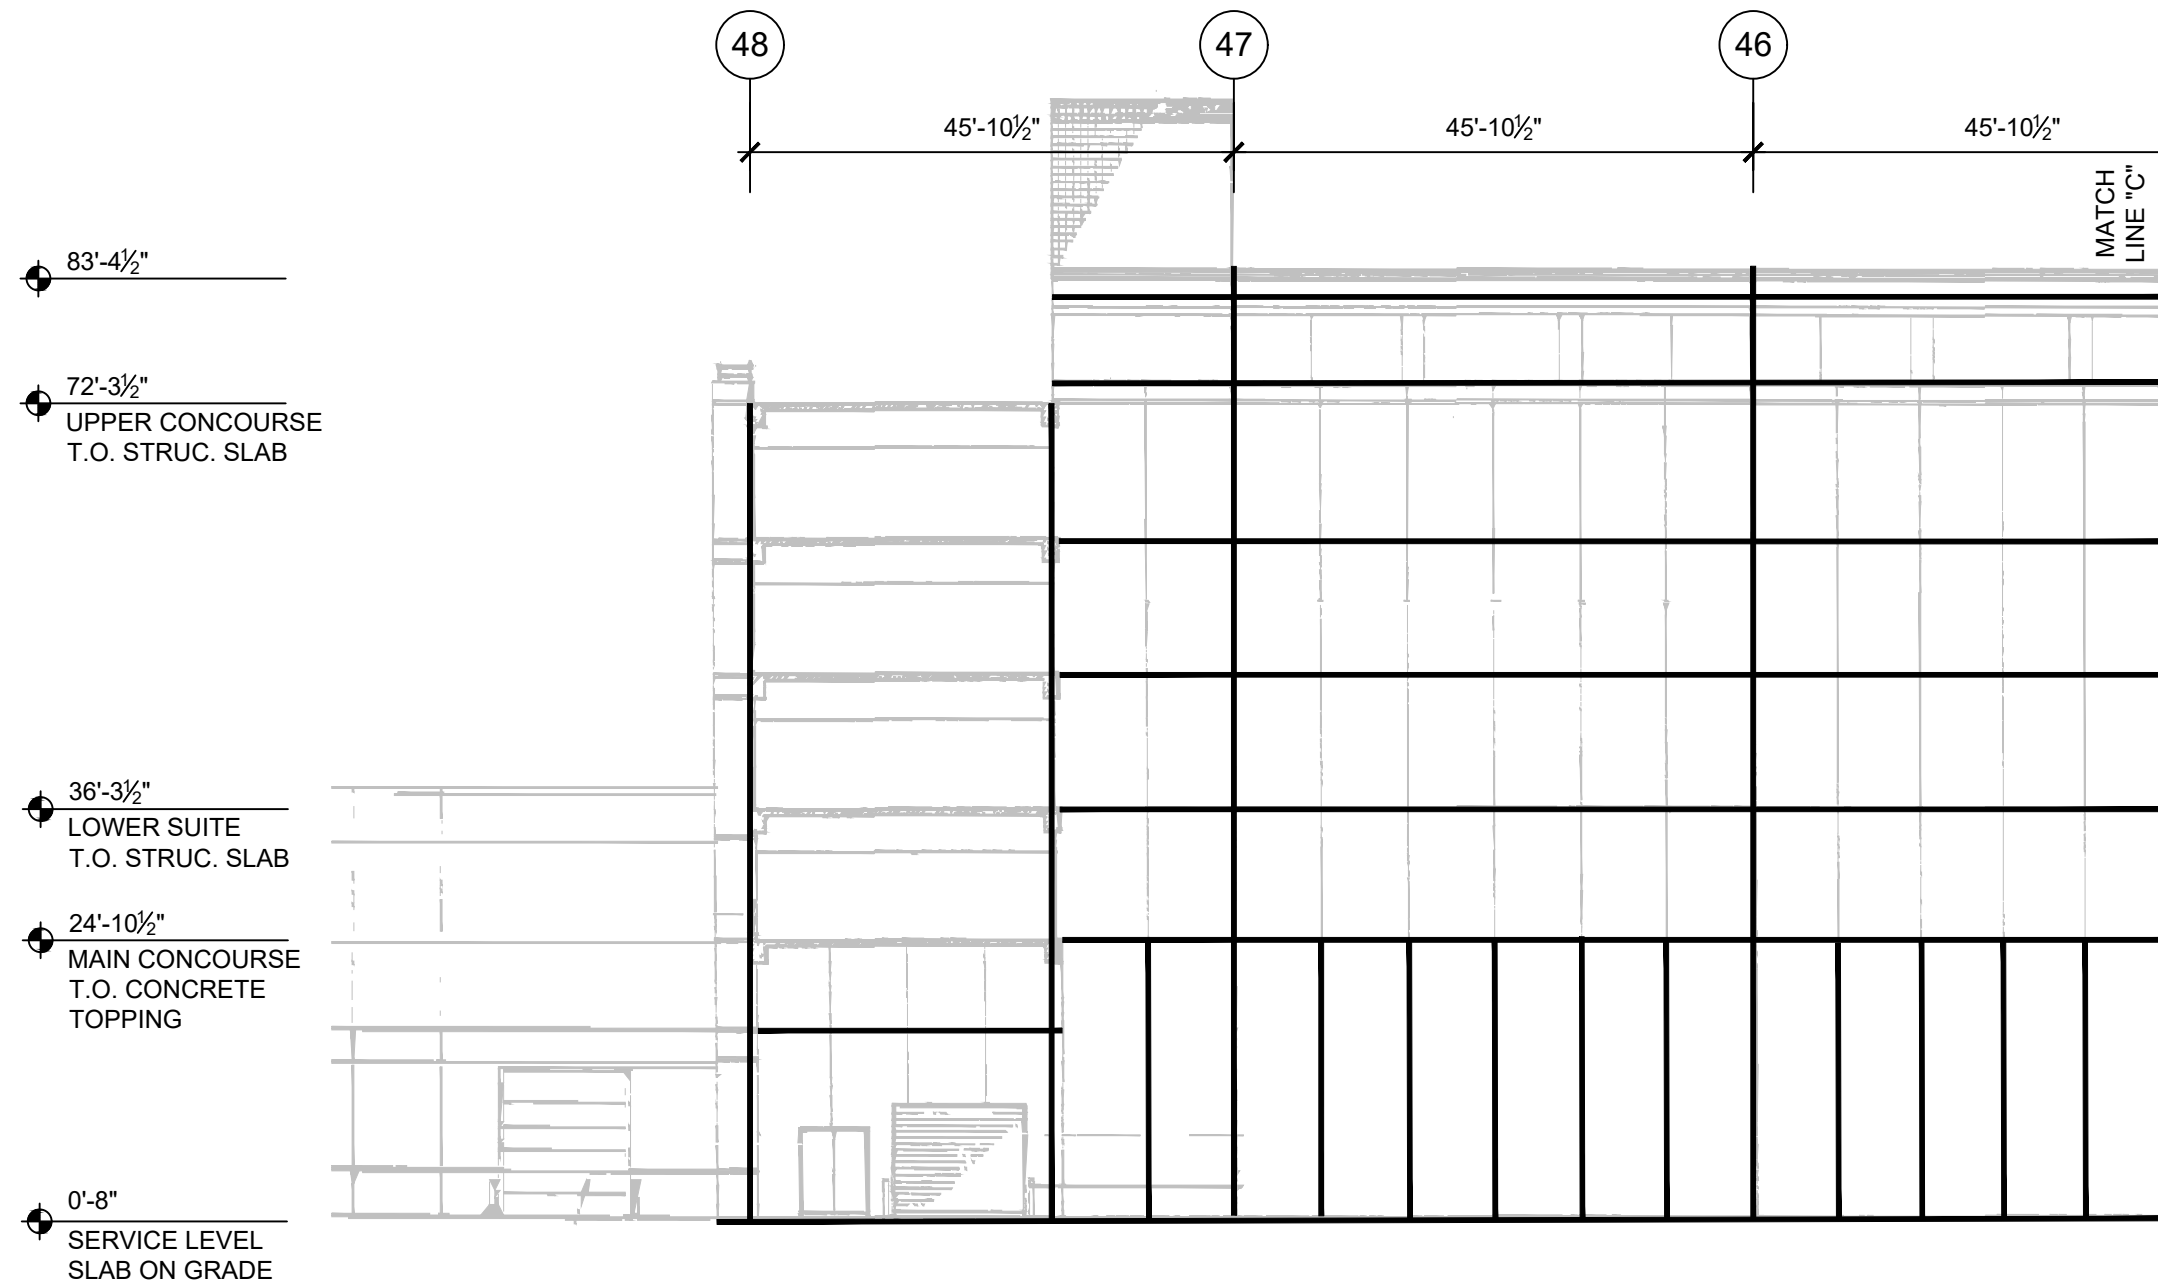 48
47
46
45'-10½"
45'-10½"
45'-10½"
MATCH
LINE "C"
83'-4½"
72'-3½"
UPPER CONCOURSE
T.O. STRUC. SLAB
36'-3½"
LOWER SUITE
T.O. STRUC. SLAB
24'-10½"
MAIN CONCOURSE
T.O. CONCRETE
TOPPING
0'-8"
SERVICE LEVEL
SLAB ON GRADE